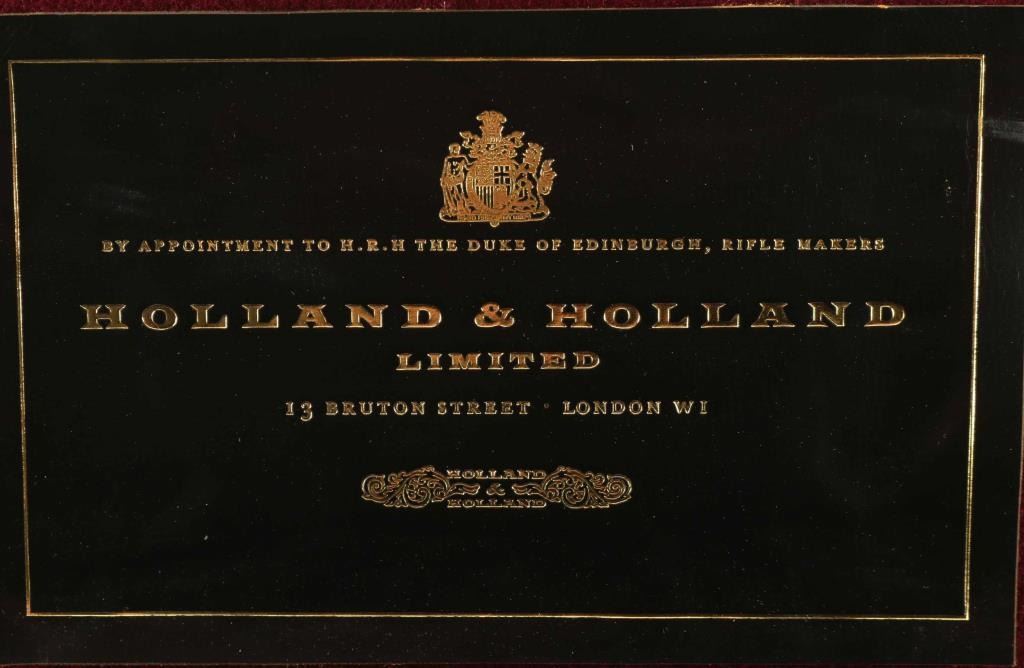 BY APPOINTMENT TO H.R.H THE DUKE OF EDINBURGH, RIFLE MAKERS
HOLLAND & HOLLAND
LIMITED
13 BRUTON STREET · LONDON W1
HOLLAND
&
HOLLAND